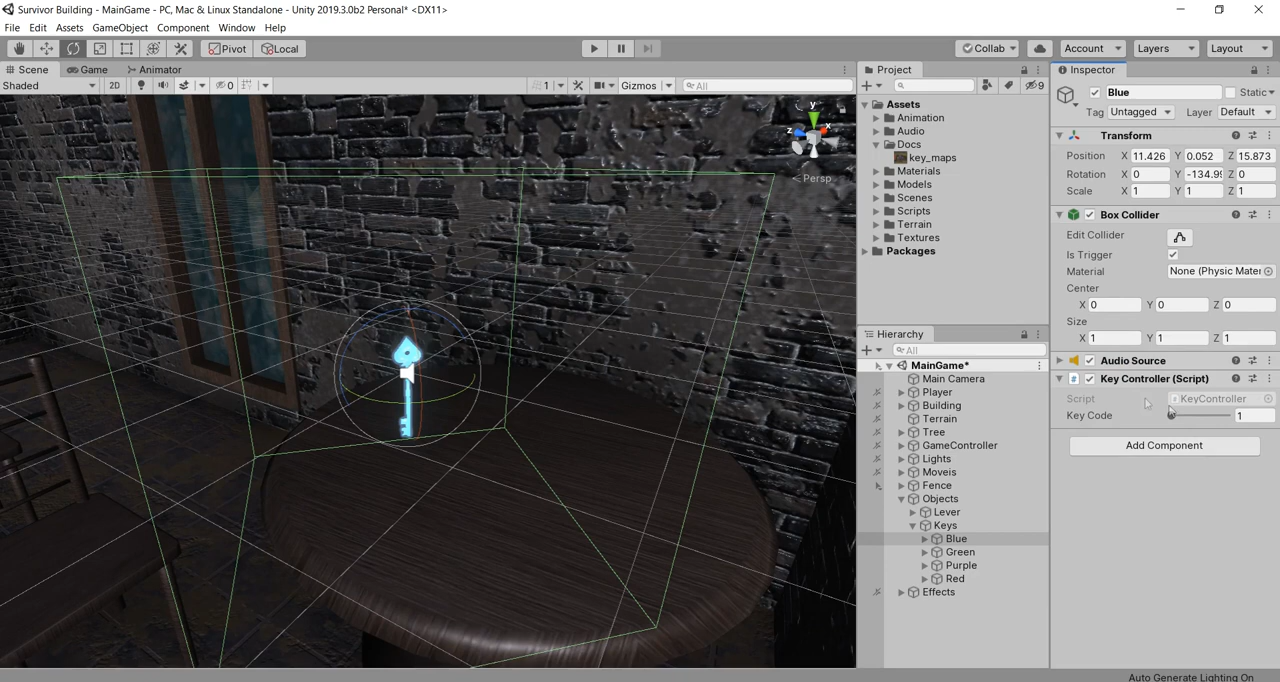 Survivor Building - MainGame - PC, Mac & Linux Standalone - Unity 2019.3.0b2 Personal* <DX11>
File Edit Assets GameObject Component Window Help
Pivot Local Collab Account Layers Layout
Scene Game Animator
Shaded 2D 0 1 Gizmos All
y
x
z
< Persp
Project
9
Assets
Animation
Audio
Docs
key_maps
Materials
Models
Scenes
Scripts
Terrain
Textures
Packages
Hierarchy
All
MainGame*
Main Camera
Player
Building
Terrain
Tree
GameController
Lights
Moveis
Fence
Objects
Lever
Keys
Blue
Green
Purple
Red
Effects
Inspector
Blue Static
Tag Untagged Layer Default
Transform
Position X 11.426 Y 0.052 Z 15.873
Rotation X 0 Y -134.99 Z 0
Scale X 1 Y 1 Z 1
Box Collider
Edit Collider
Is Trigger
Material None (Physic Mater
Center
X 0 Y 0 Z 0
Size
X 1 Y 1 Z 1
Audio Source
# Key Controller (Script)
Script # KeyController
Key Code 1
Add Component
Auto Generate Lighting On